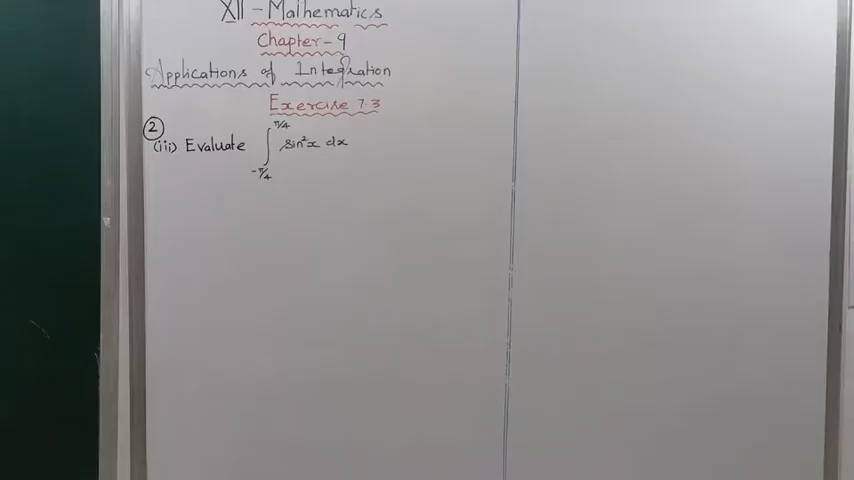 XII - Mathematics
Chapter - 9
Applications of Integration
Exercise 7.3
②
(iii) Evaluate ∫_{-π/4}^{π/4} sin²x dx